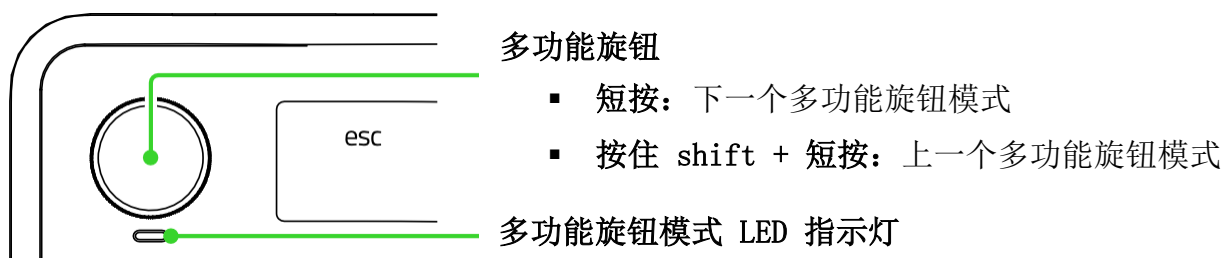 多功能旋钮
▪ 短按：下一个多功能旋钮模式
esc
▪ 按住 shift + 短按：上一个多功能旋钮模式
多功能旋钮模式 LED 指示灯